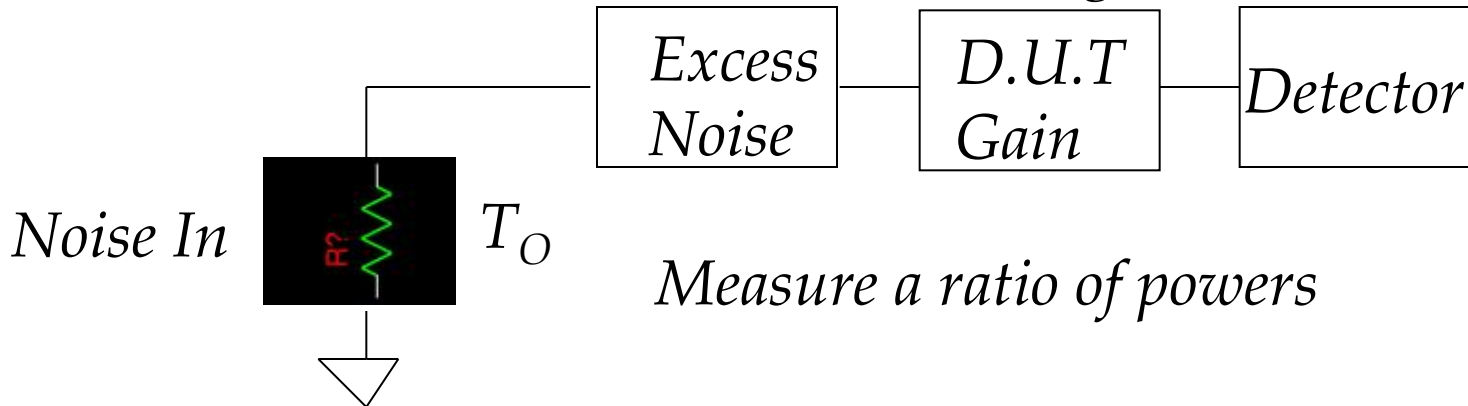 Excess
Noise
D.U.T
Gain
Detector
Noise In
R?
T_O
Measure a ratio of powers